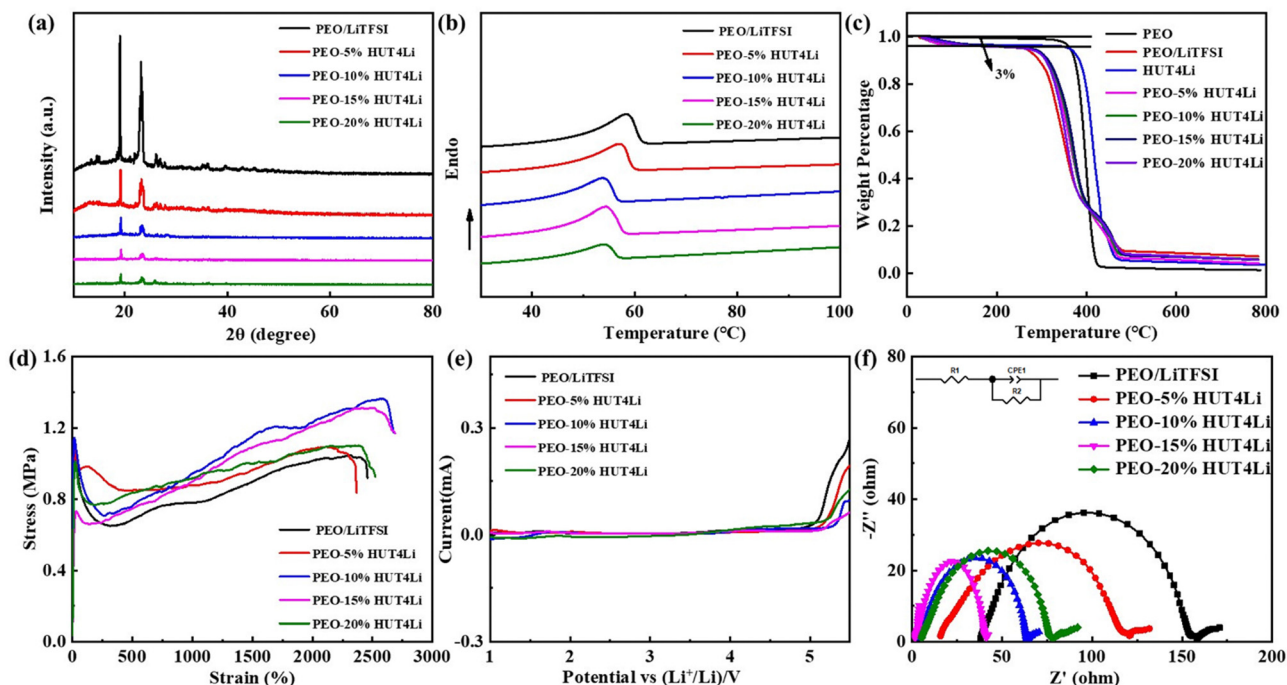 (a)
PEO/LiTFSI
PEO-5% HUT4Li
PEO-10% HUT4Li
PEO-15% HUT4Li
PEO-20% HUT4Li
Intensity (a.u.)
20 40 60 80
2θ (degree)
(b)
PEO/LiTFSI
PEO-5% HUT4Li
PEO-10% HUT4Li
PEO-15% HUT4Li
PEO-20% HUT4Li
Endo
40 60 80 100
Temperature (°C)
(c)
PEO
PEO/LiTFSI
HUT4Li
PEO-5% HUT4Li
PEO-10% HUT4Li
PEO-15% HUT4Li
PEO-20% HUT4Li
3%
Weight Percentage
1.0
0.8
0.6
0.4
0.2
0.0
0 200 400 600 800
Temperature (°C)
(d)
PEO/LiTFSI
PEO-5% HUT4Li
PEO-10% HUT4Li
PEO-15% HUT4Li
PEO-20% HUT4Li
Stress (MPa)
1.6
1.2
0.8
0.4
0.0
0 500 1000 1500 2000 2500 3000
Strain (%)
(e)
PEO/LiTFSI
PEO-5% HUT4Li
PEO-10% HUT4Li
PEO-15% HUT4Li
PEO-20% HUT4Li
Current(mA)
0.3
0.0
-0.3
1 2 3 4 5
Potential vs (Li⁺/Li)/V
(f)
R1
CPE1
R2
PEO/LiTFSI
PEO-5% HUT4Li
PEO-10% HUT4Li
PEO-15% HUT4Li
PEO-20% HUT4Li
-Z'' (ohm)
80
60
40
20
0
0 50 100 150 200
Z' (ohm)